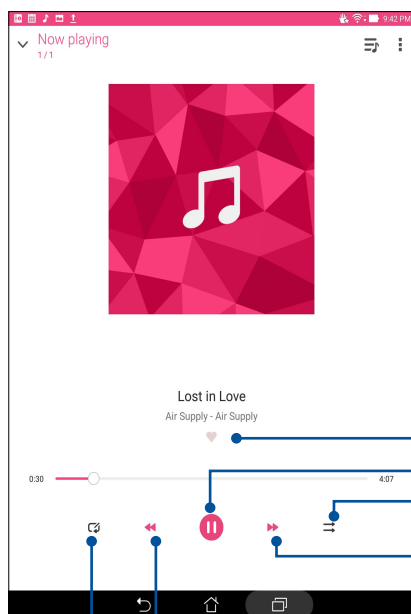 9:42 PM
Now playing
1/1
Lost in Love
Air Supply - Air Supply
0:30
4:07